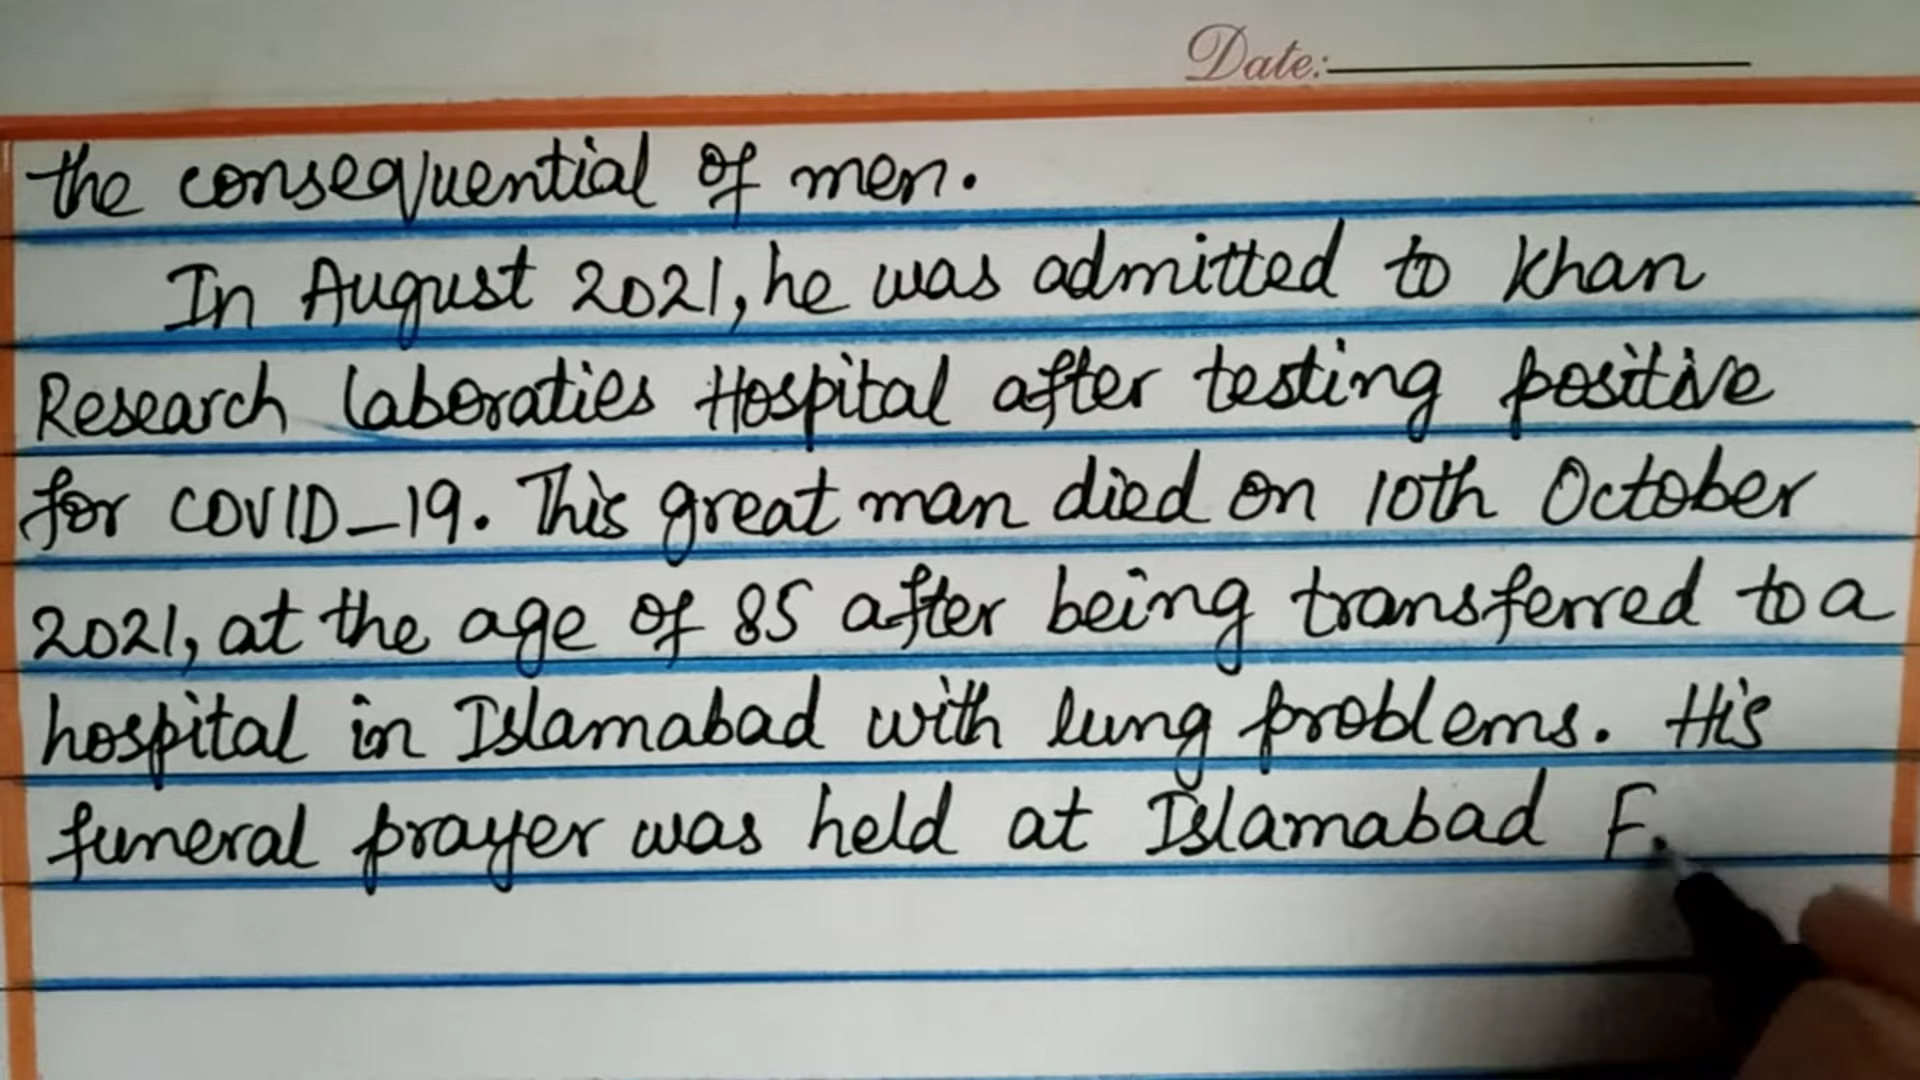 Date:
the consequential of men.
In August 2021, he was admitted to Khan
Research laboraties Hospital after testing positive
for COVID_19. This great man died on 10th October
2021, at the age of 85 after being transferred to a
hospital in Islamabad with lung problems. His
funeral prayer was held at Islamabad F.